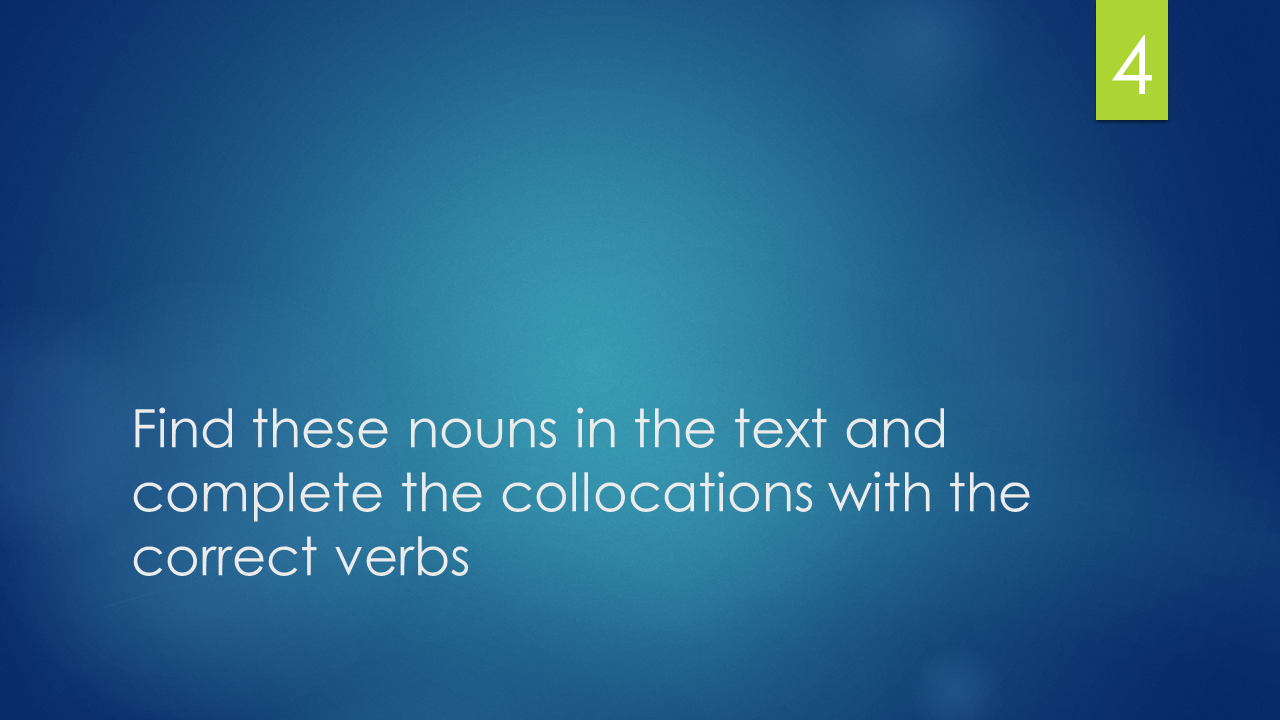 4
Find these nouns in the text and
complete the collocations with the
correct verbs